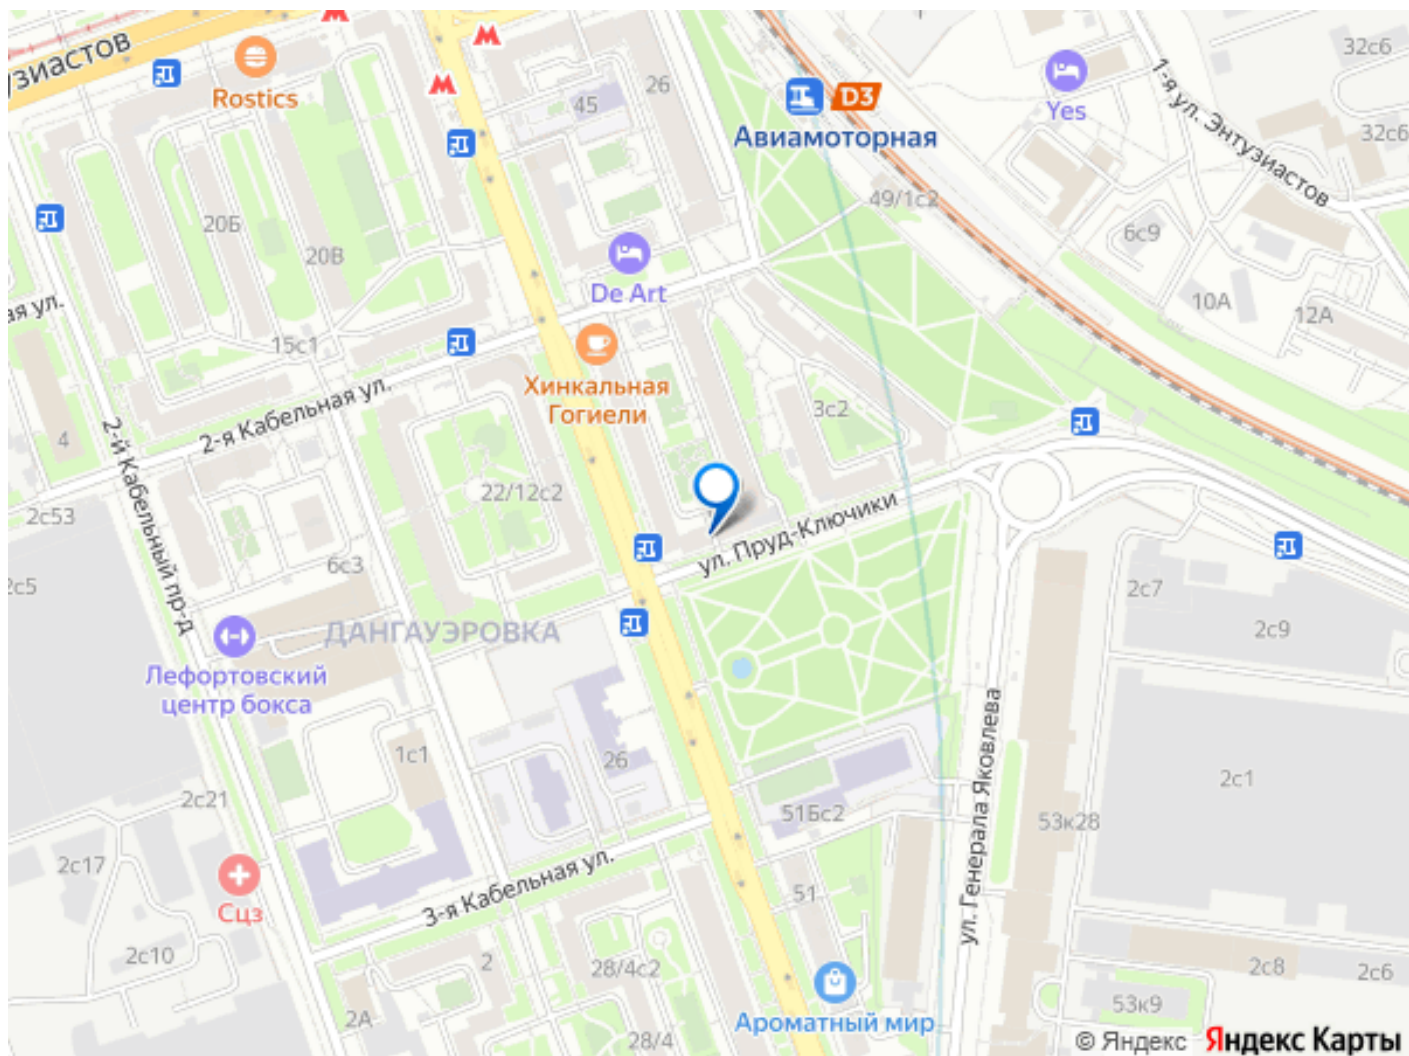 узиастов
Rostics
45
26
D3
Авиамоторная
Yes
32с6
1-я ул. Энтузиастов
32с6
49/1с2
6с9
20Б
20В
De Art
10А
12А
ая ул.
15с1
Хинкальная
Гогиели
3с2
4
2-я Кабельная ул.
2-й Кабельный пр-д
22/12с2
2с53
ул. Пруд-Ключики
6с3
2с5
2с7
2с9
ДАНГАУЭРОВКА
Лефортовский
центр бокса
1с1
26
ул. Генерала Яковлева
2с1
2с21
51Бс2
53к28
2с17
Сцз
3-я Кабельная ул.
51
2с10
2
28/4с2
2с8
2с6
53к9
2А
28/4
Ароматный мир
© Яндекс Яндекс Карты